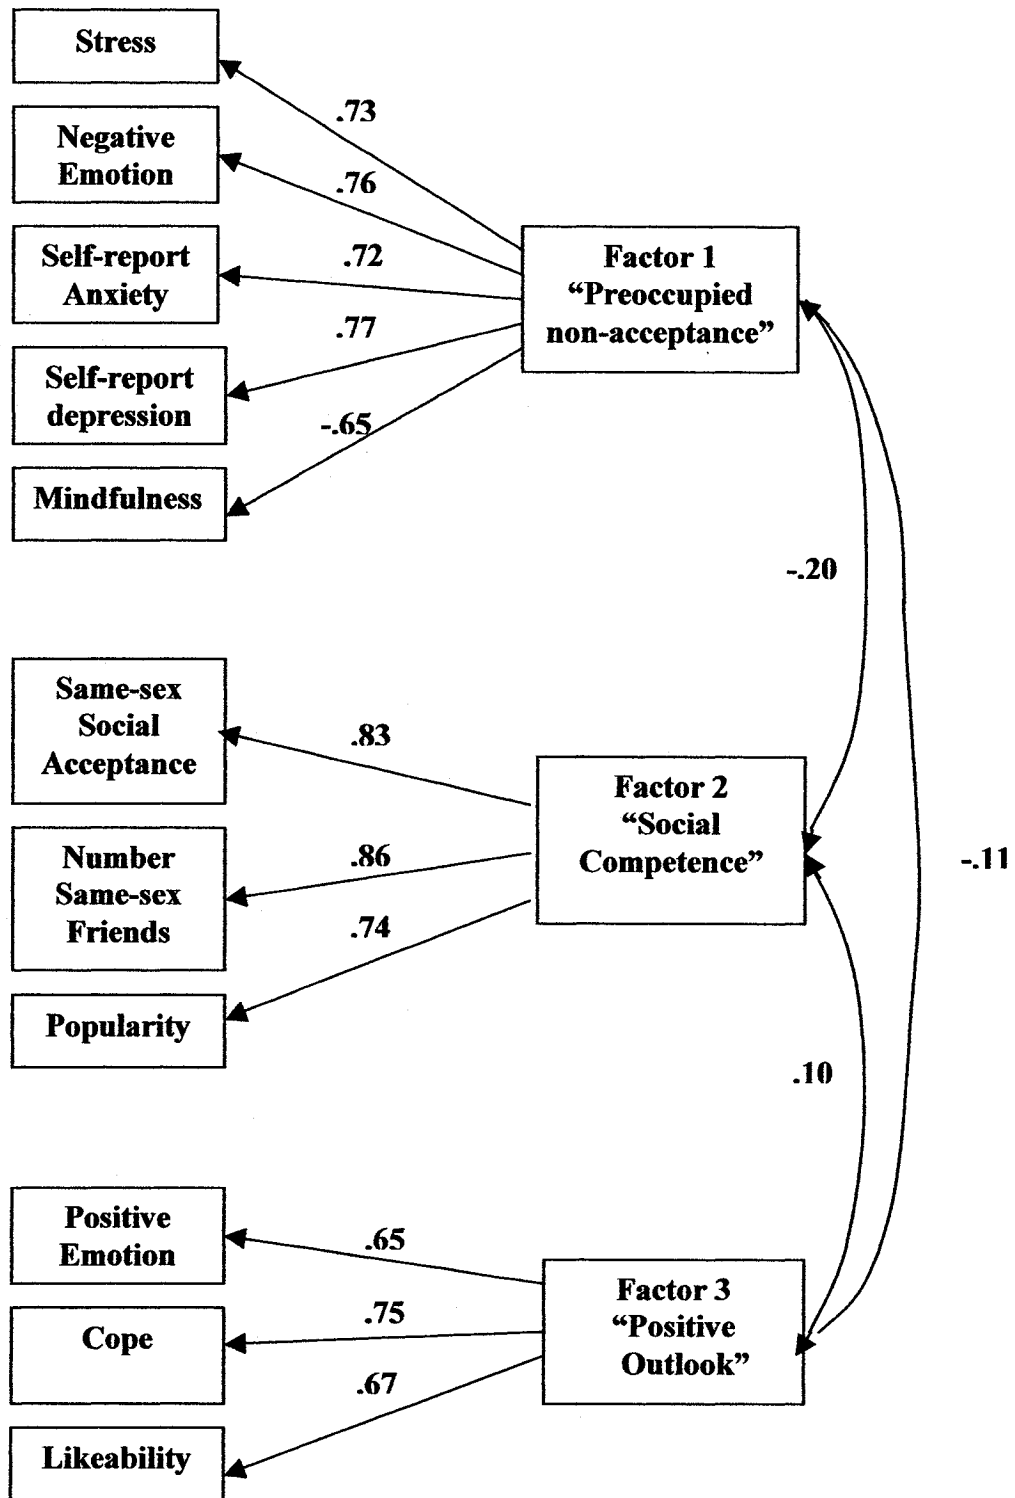 Stress
.73
Negative
Emotion
.76
Self-report
Anxiety
.72
Self-report
depression
.77
Mindfulness
-.65
Factor 1
“Preoccupied
non-acceptance”
-.20
Same-sex
Social
Acceptance
.83
Number
Same-sex
Friends
.86
Popularity
.74
Factor 2
“Social
Competence”
-.11
.10
Positive
Emotion
.65
Cope
.75
Likeability
.67
Factor 3
“Positive
Outlook”